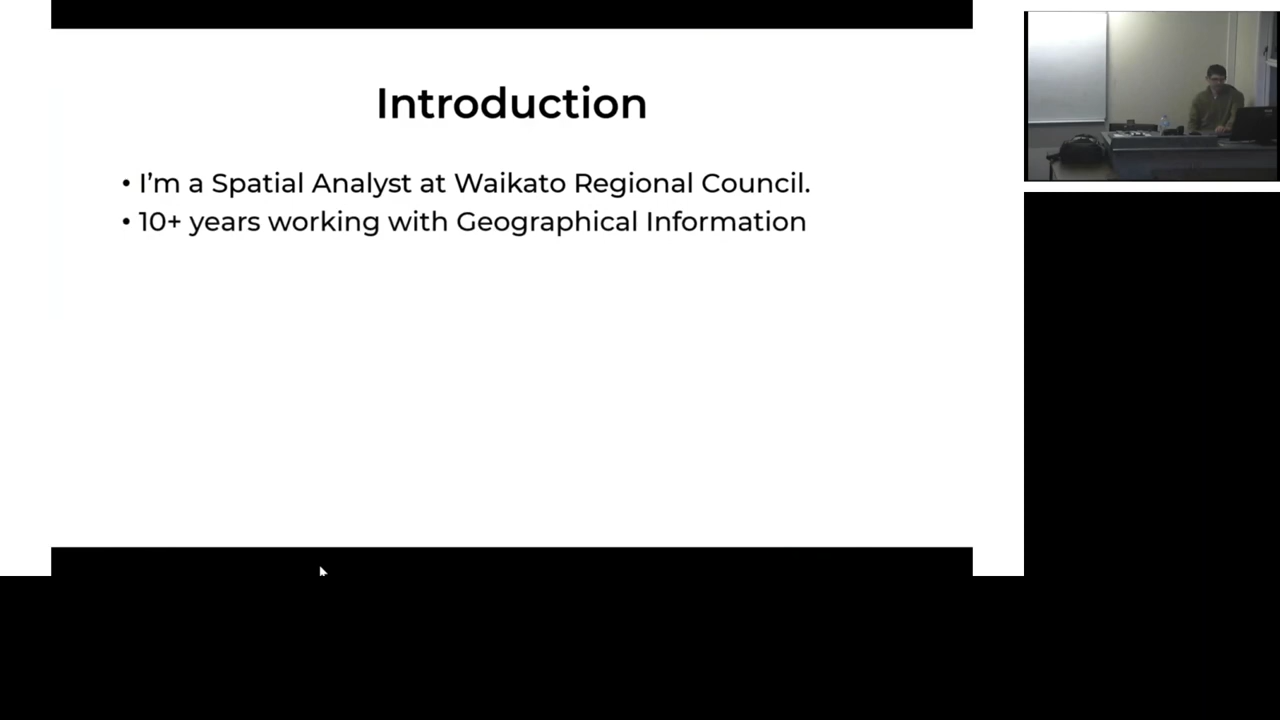 Introduction
• I’m a Spatial Analyst at Waikato Regional Council.
• 10+ years working with Geographical Information